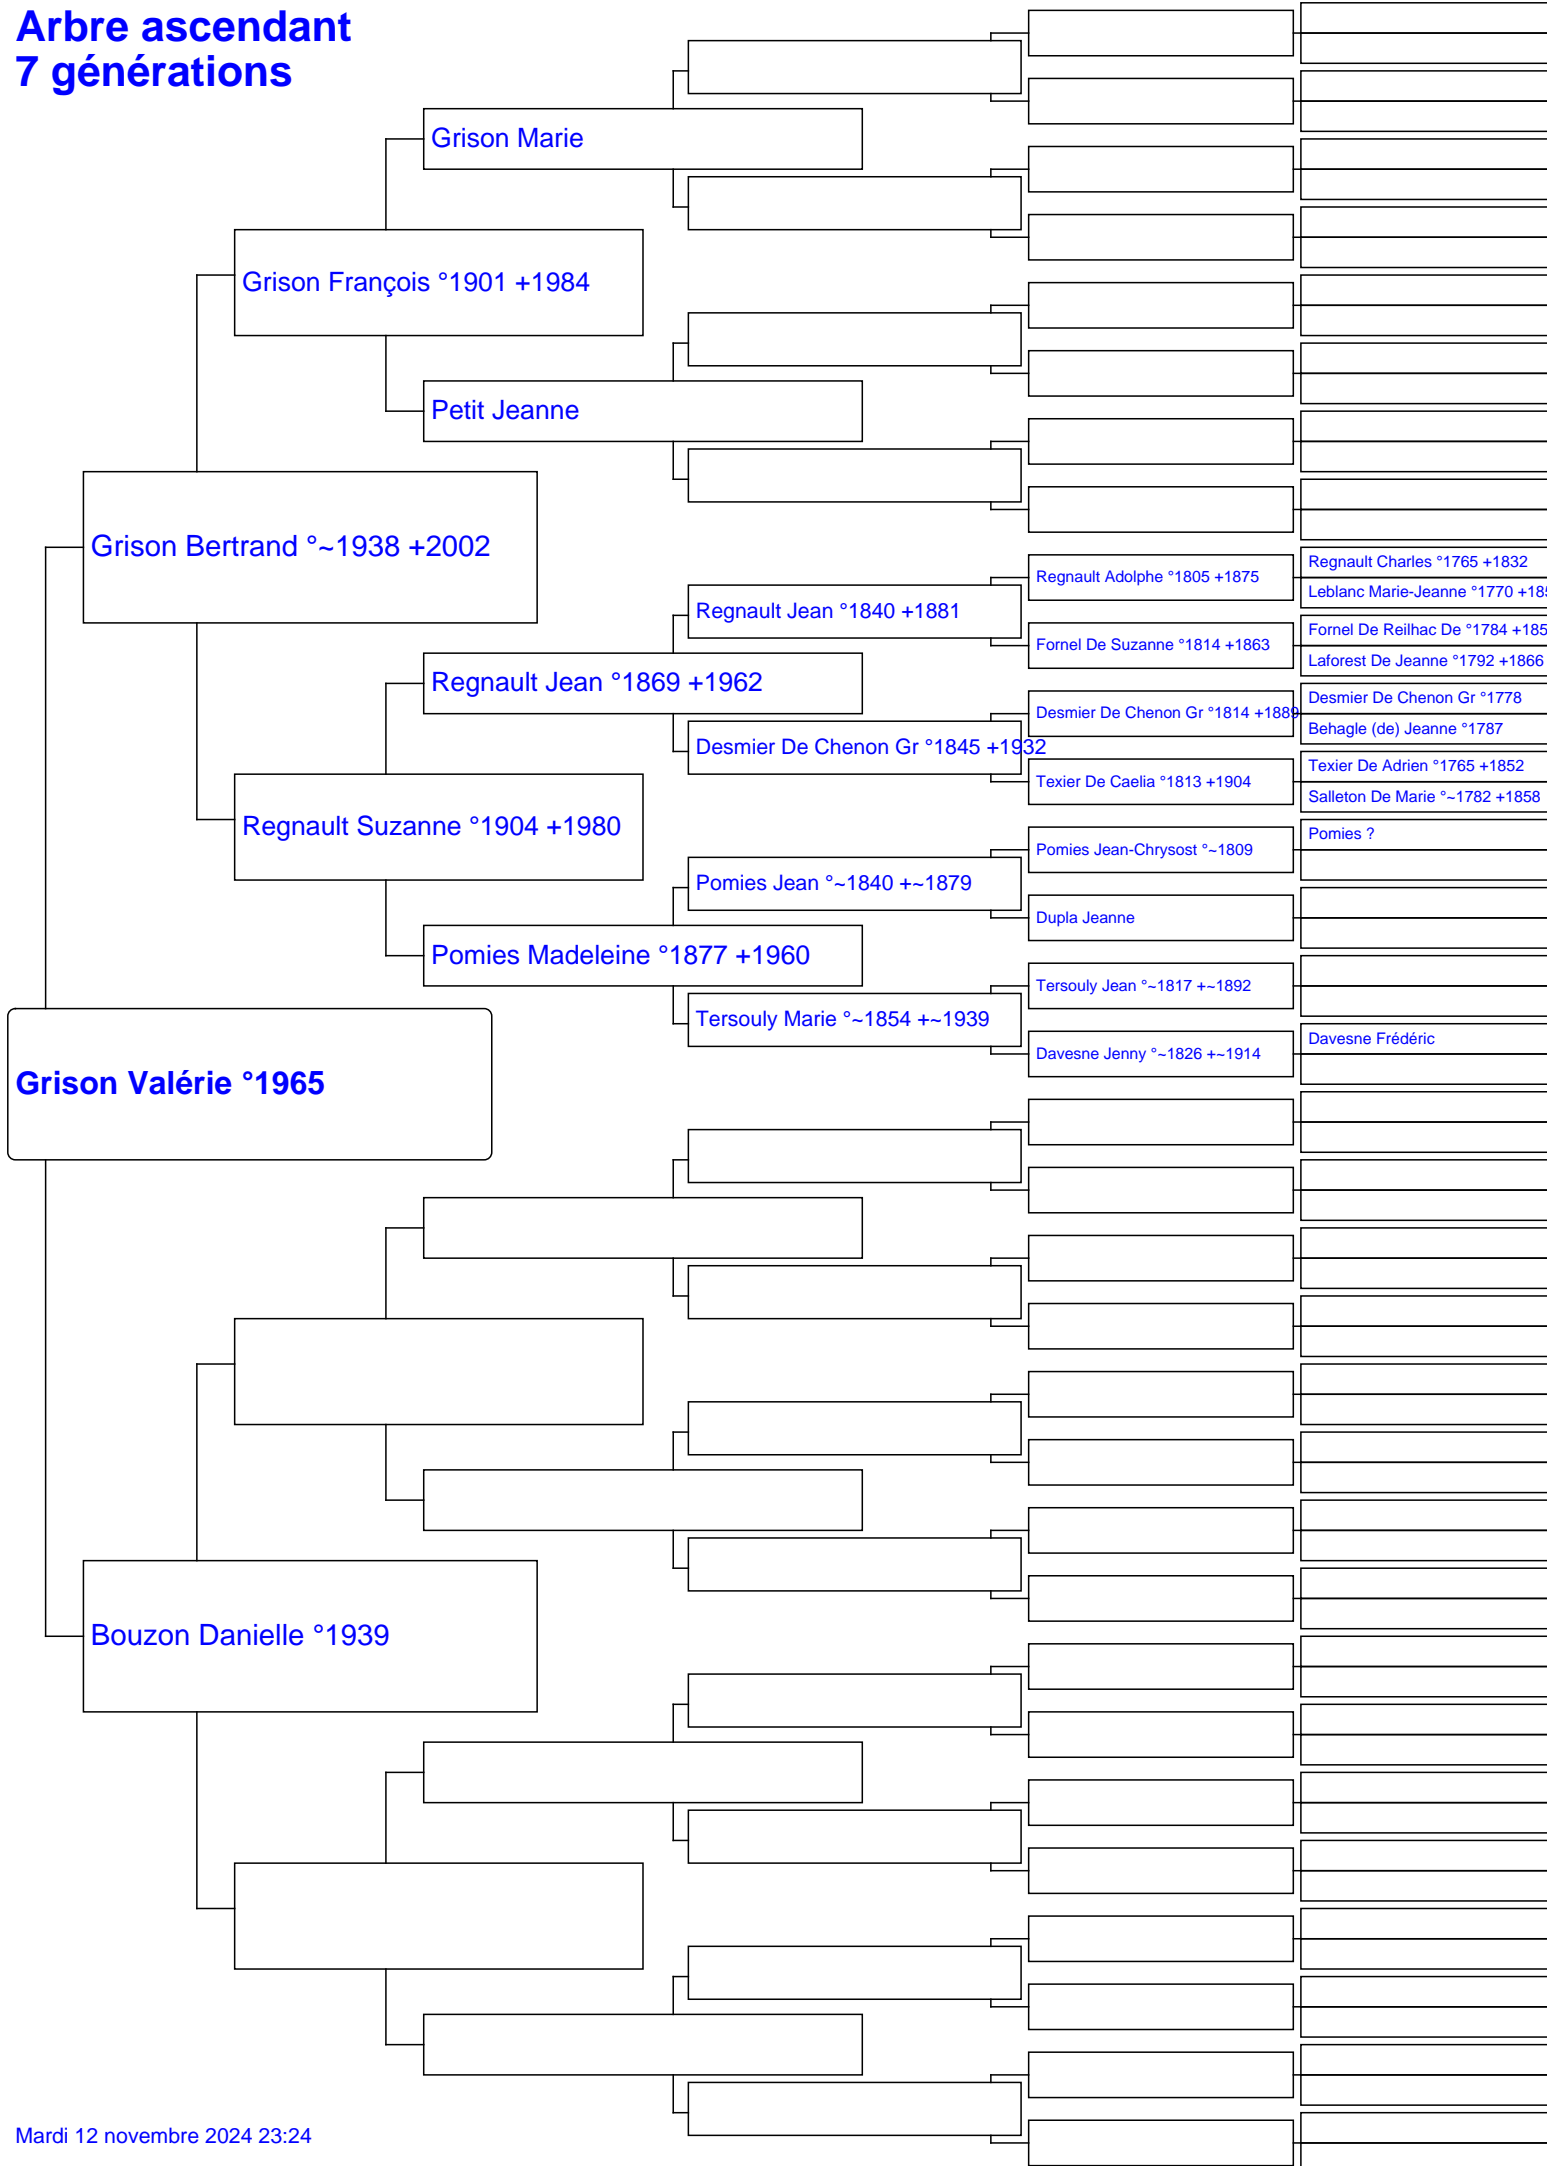 Arbre ascendant
7 générations
Grison Marie
Grison François °1901 +1984
Petit Jeanne
Grison Bertrand °~1938 +2002
Regnault Charles °1765 +1832
Regnault Adolphe °1805 +1875
Leblanc Marie-Jeanne °1770 +185
Regnault Jean °1840 +1881
Fornel De Reilhac De °1784 +185
Fornel De Suzanne °1814 +1863
Laforest De Jeanne °1792 +1866
Regnault Jean °1869 +1962
Desmier De Chenon Gr °1778
Desmier De Chenon Gr °1814 +1889
Behagle (de) Jeanne °1787
Desmier De Chenon Gr °1845 +1932
Texier De Adrien °1765 +1852
Texier De Caelia °1813 +1904
Salleton De Marie °~1782 +1858
Regnault Suzanne °1904 +1980
Pomies ?
Pomies Jean-Chrysost °~1809
Pomies Jean °~1840 +~1879
Dupla Jeanne
Pomies Madeleine °1877 +1960
Tersouly Jean °~1817 +~1892
Tersouly Marie °~1854 +~1939
Davesne Frédéric
Davesne Jenny °~1826 +~1914
Grison Valérie °1965
Bouzon Danielle °1939
Mardi 12 novembre 2024 23:24